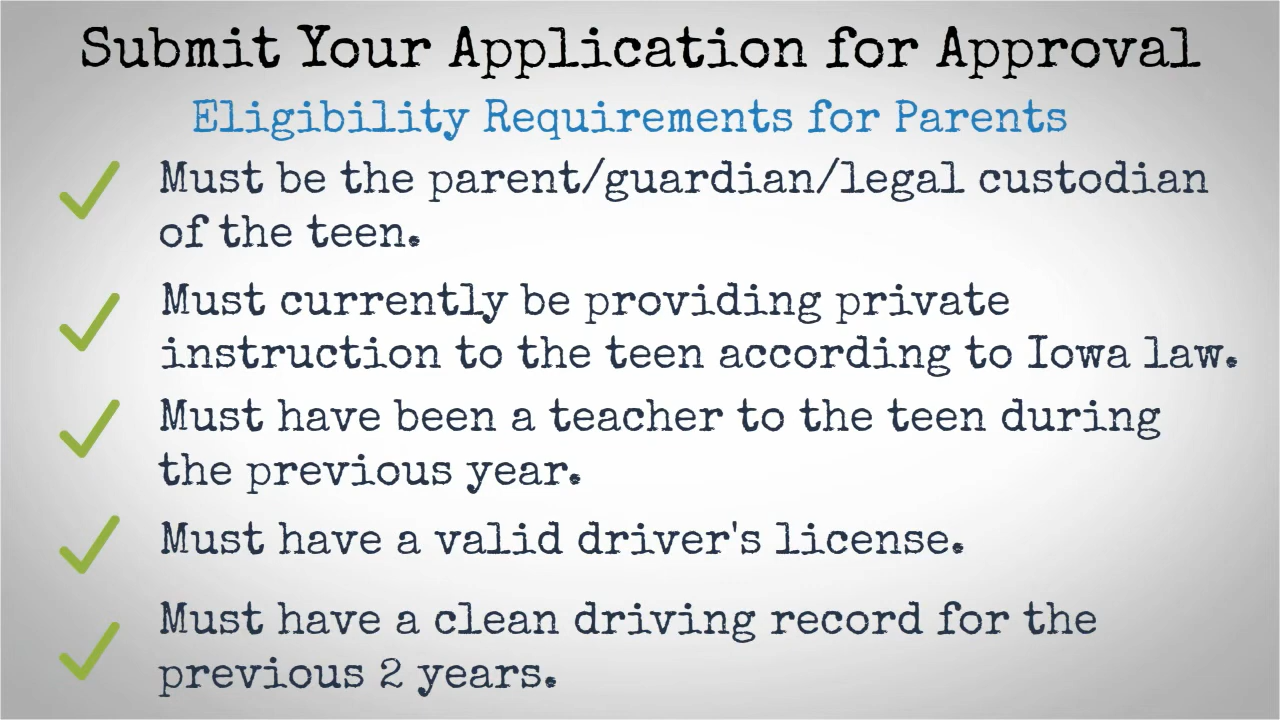 Submit Your Application for Approval
Eligibility Requirements for Parents
Must be the parent/guardian/legal custodian
of the teen.
Must currently be providing private
instruction to the teen according to Iowa law.
Must have been a teacher to the teen during
the previous year.
Must have a valid driver's license.
Must have a clean driving record for the
previous 2 years.